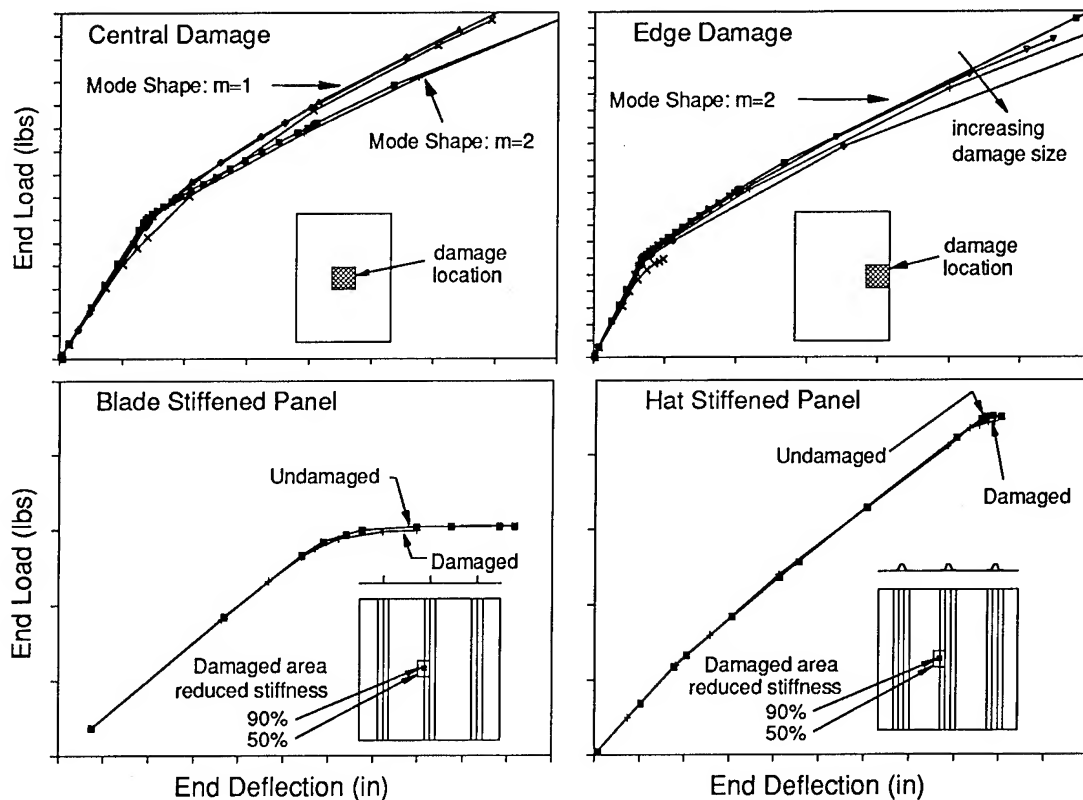 Central Damage
Mode Shape: m=1
Mode Shape: m=2
damage
location
End Load (lbs)
Edge Damage
Mode Shape: m=2
increasing
damage size
damage
location
Blade Stiffened Panel
Undamaged
Damaged
Damaged area
reduced stiffness
90%
50%
End Load (lbs)
End Deflection (in)
Hat Stiffened Panel
Undamaged
Damaged
Damaged area
reduced stiffness
90%
50%
End Deflection (in)